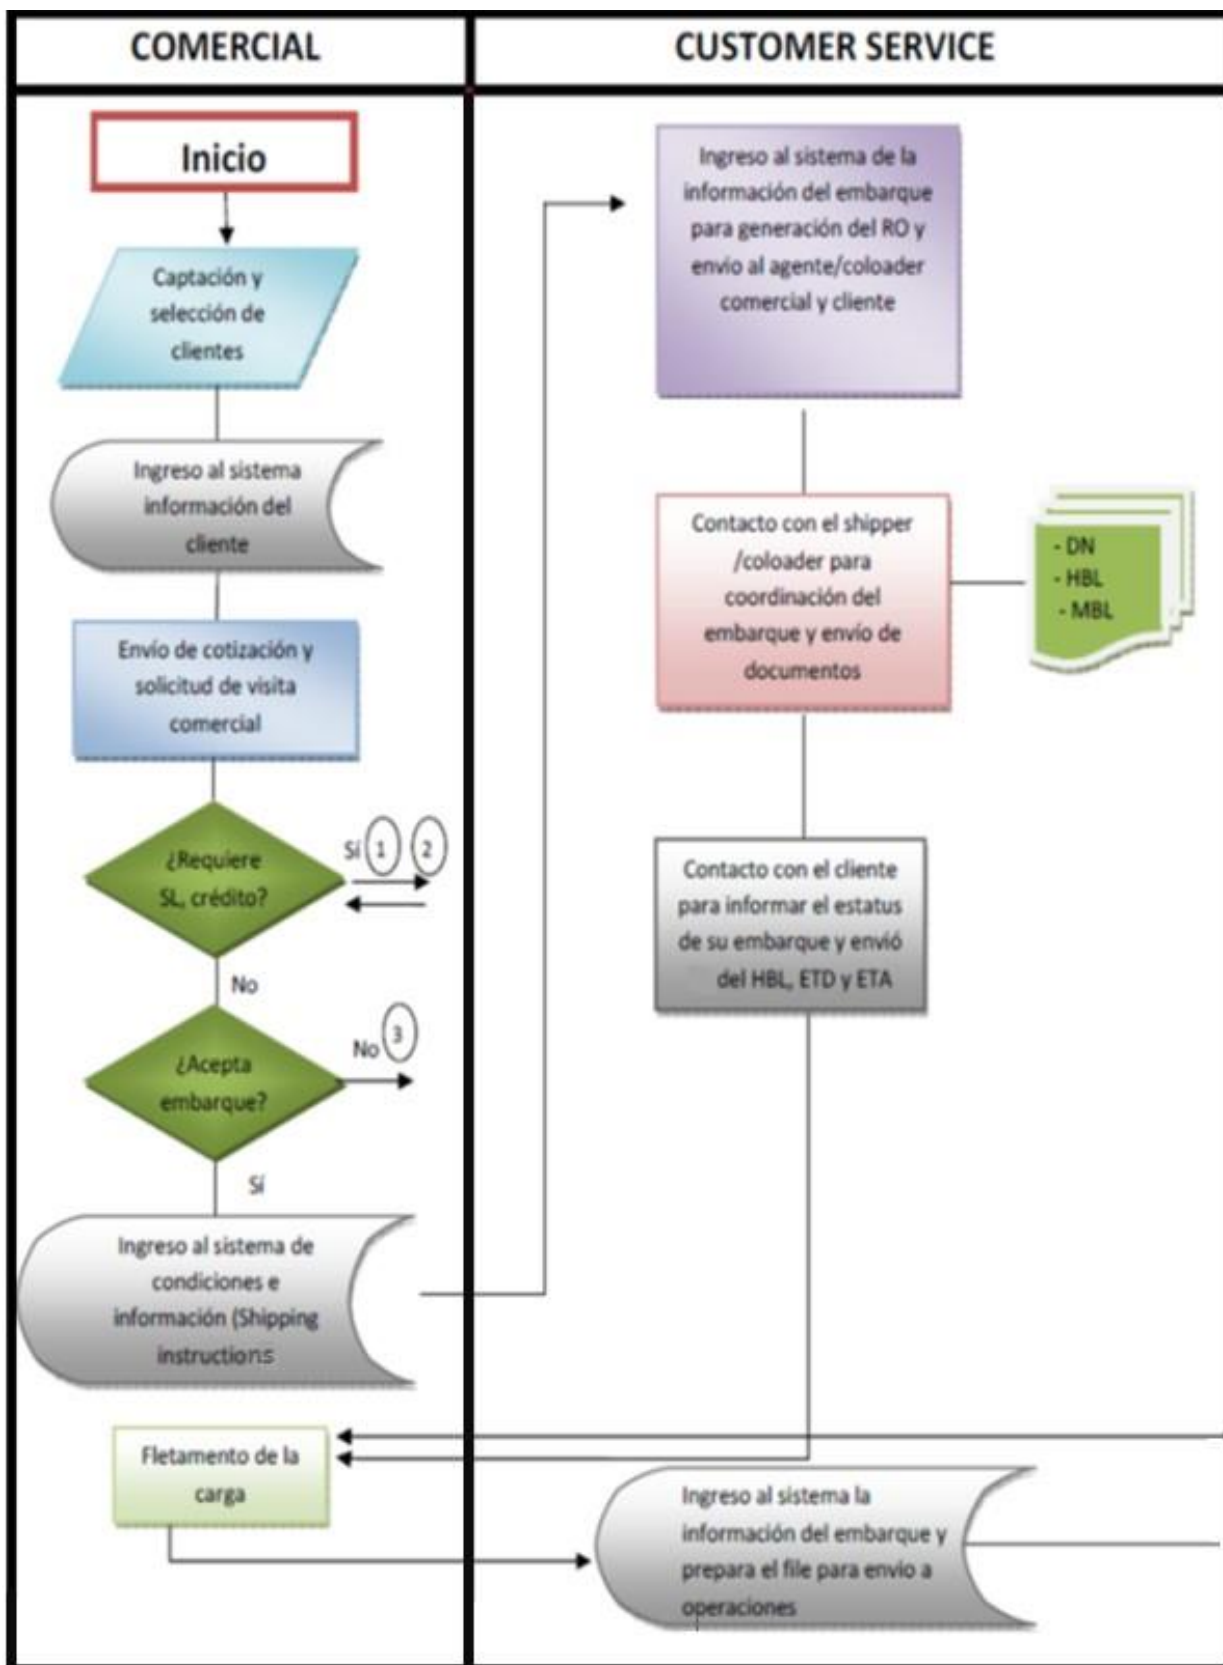 COMERCIAL
CUSTOMER SERVICE
Inicio
Captación y
selección de
clientes
Ingreso al sistema
información del
cliente
Envío de cotización y
solicitud de visita
comercial
¿Requiere
SL, crédito?
Sí 1 2
No
¿Acepta
embarque?
No 3
Sí
Ingreso al sistema de
condiciones e
información (Shipping
instructions
Fletamento de la
carga
Ingreso al sistema de la
información del embarque
para generación del RO y
envio al agente/coloader
comercial y cliente
Contacto con el shipper
/coloader para
coordinación del
embarque y envío de
documentos
- DN
- HBL
- MBL
Contacto con el cliente
para informar el estatus
de su embarque y envió
del HBL, ETD y ETA
Ingreso al sistema la
información del embarque y
prepara el file para envio a
operaciones